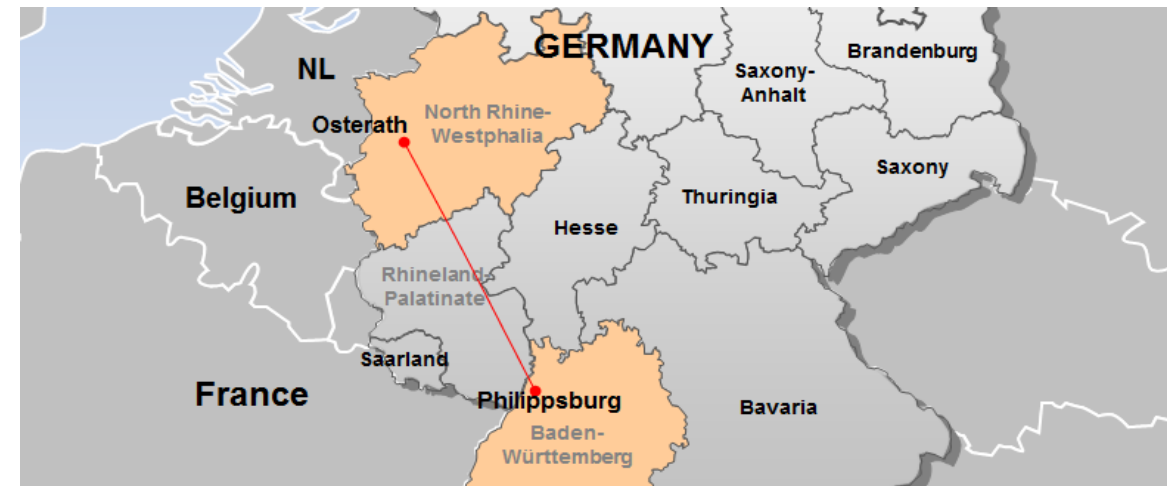 GERMANY
Brandenburg
NL
Saxony-
Anhalt
North Rhine-
Westphalia
Osterath
Saxony
Belgium
Thuringia
Hesse
Rhineland-
Palatinate
Saarland
France
Philippsburg
Bavaria
Baden-
Württemberg